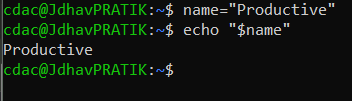 cdac@JdhavPRATIK:~$ name="Productive"
cdac@JdhavPRATIK:~$ echo "$name"
Productive
cdac@JdhavPRATIK:~$